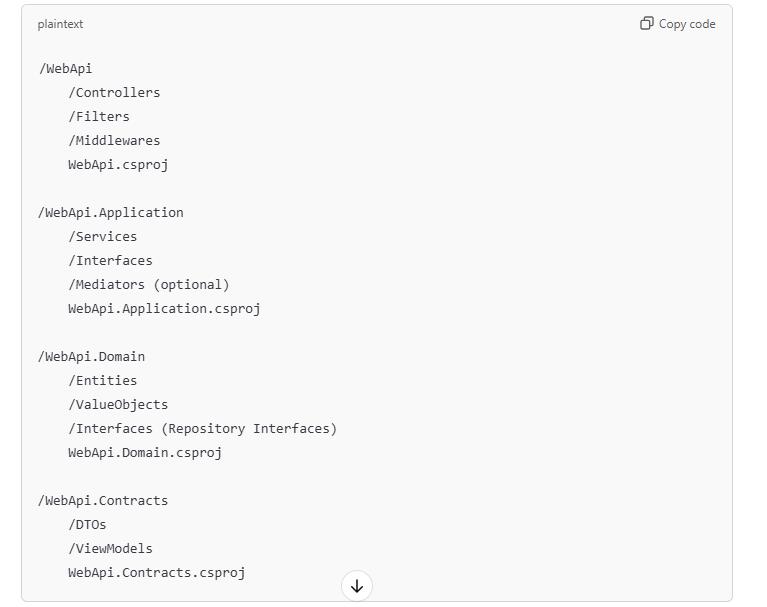 plaintext
Copy code
/WebApi
/Controllers
/Filters
/Middlewares
WebApi.csproj
/WebApi.Application
/Services
/Interfaces
/Mediators (optional)
WebApi.Application.csproj
/WebApi.Domain
/Entities
/ValueObjects
/Interfaces (Repository Interfaces)
WebApi.Domain.csproj
/WebApi.Contracts
/DTOs
/ViewModels
WebApi.Contracts.csproj